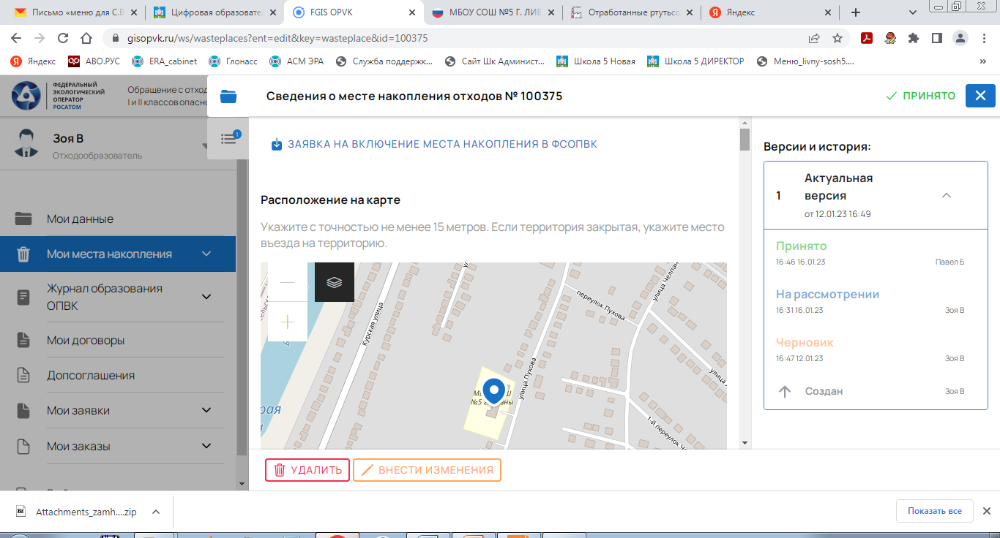 Письмо «меню для С.В
Цифровая образовател
FGIS OPVK
МБОУ СОШ №5 Г. ЛИВ
Отработанные ртутьсо
Яндекс
gisopvk.ru/ws/wasteplaces?ent=edit&key=wasteplace&id=100375
Яндекс
АВО.РУС
ERA_cabinet
Глонасс
АСМ ЭРА
Служба поддержк...
Сайт Шк Админист...
Школа 5 Новая
Школа 5 ДИРЕКТОР
Меню_livny-sosh5....
»
ФЕДЕРАЛЬНЫЙ
ЭКОЛОГИЧЕСКИЙ
ОПЕРАТОР
РОСАТОМ
Обращение с отход
I и II классов опасно
Зоя В
Отходообразователь
Мои данные
Мои места накопления
Журнал образования
ОПВК
Мои договоры
Допсоглашения
Мои заявки
Мои заказы
1
Сведения о месте накопления отходов № 100375
ПРИНЯТО
ЗАЯВКА НА ВКЛЮЧЕНИЕ МЕСТА НАКОПЛЕНИЯ В ФСОПВК
Расположение на карте
Укажите с точностью не менее 15 метров. Если территория закрытая, укажите место
въезда на территорию.
Курская улица
переулок Пухова
улица Челпан
улица Пухова
1-й переулок Че
улица
УДАЛИТЬ
ВНЕСТИ ИЗМЕНЕНИЯ
Версии и история:
1
Актуальная
версия
от 12.01.23 16:49
Принято
16:46 16.01.23
Павел Б
На рассмотрении
16:31 16.01.23
Зоя В
Черновик
16:47 12.01.23
Зоя В
Создан
Зоя В
Attachments_zamh....zip
Показать все